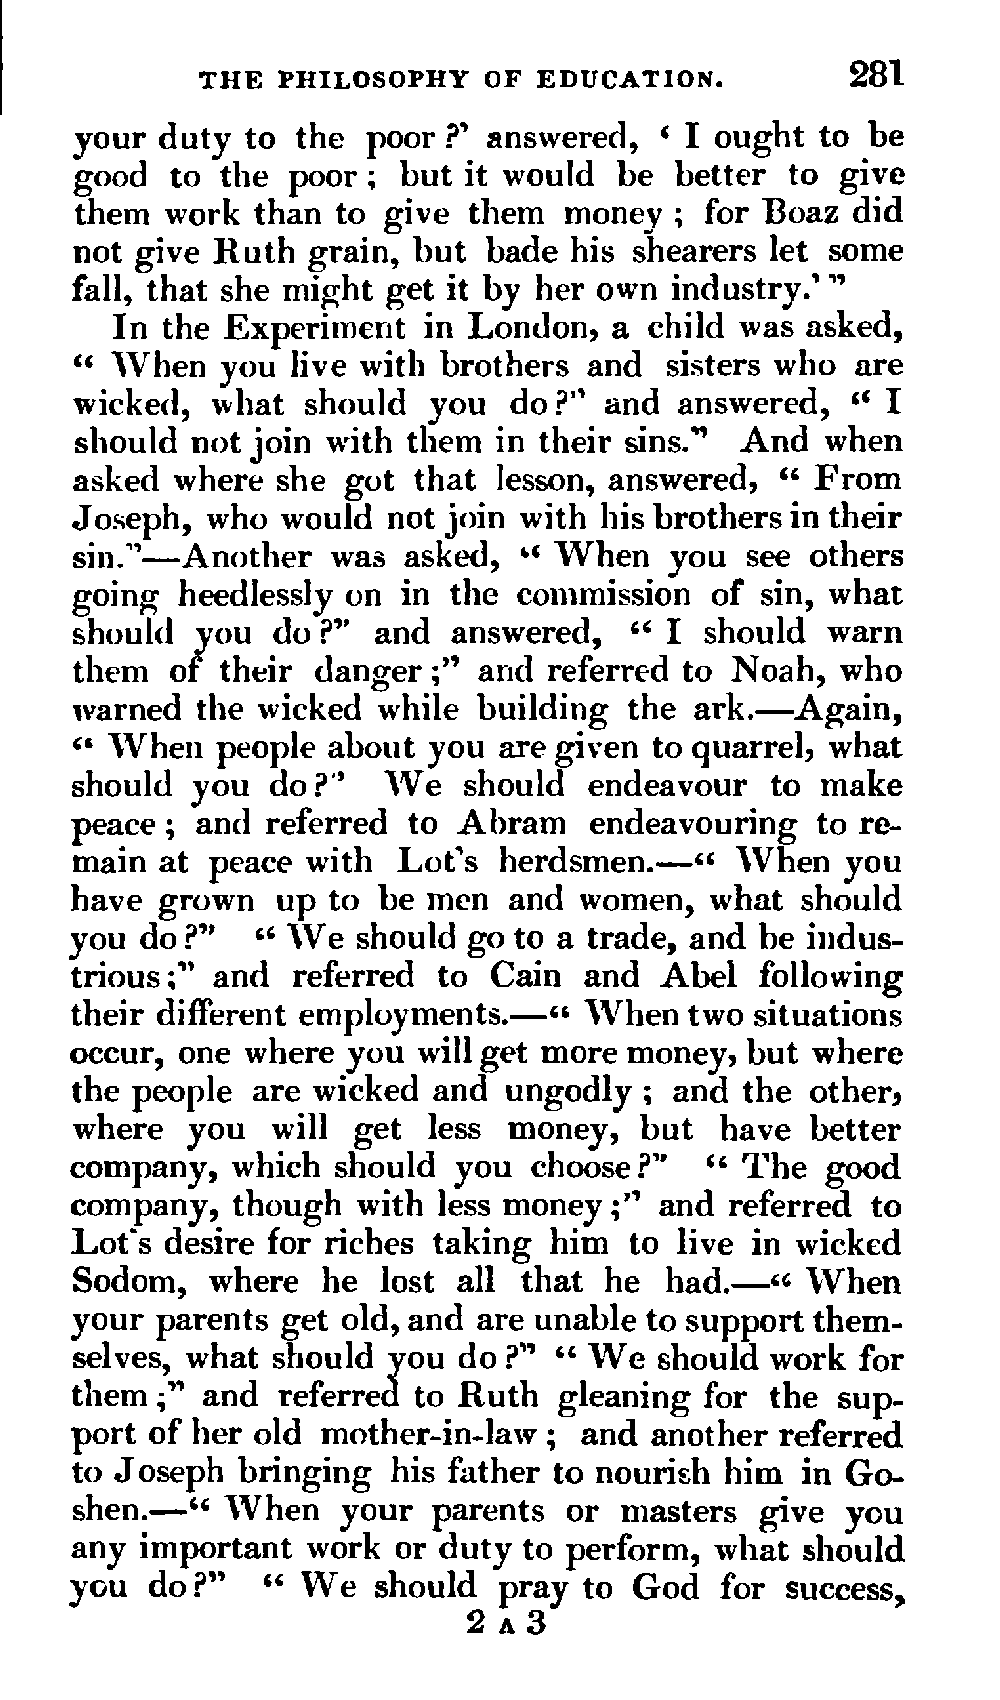 THE PHILOSOPHY OF EDUCATION. 281
your duty to the poor?' answered, ' I ought to be
good to the poor; but it would be better to give
them work than to give them money; for Boaz did
not give Ruth grain, but bade his shearers let some
fall, that she might get it by her own industry.' "
In the Experiment in London, a child was asked,
" When you live with brothers and sisters who are
wicked, what should you do?" and answered, " I
should not join with them in their sins." And when
asked where she got that lesson, answered, " From
Joseph, who would not join with his brothers in their
sin."—Another was asked, " When you see others
going heedlessly on in the commission of sin, what
should you do?" and answered, " I should warn
them of their danger;" and referred to Noah, who
warned the wicked while building the ark.—Again,
" When people about you are given to quarrel, what
should you do?" We should endeavour to make
peace; and referred to Abram endeavouring to re-
main at peace with Lot's herdsmen.—" When you
have grown up to be men and women, what should
you do?" " We should go to a trade, and be indus-
trious;" and referred to Cain and Abel following
their different employments.—" When two situations
occur, one where you will get more money, but where
the people are wicked and ungodly; and the other,
where you will get less money, but have better
company, which should you choose?" " The good
company, though with less money;" and referred to
Lot's desire for riches taking him to live in wicked
Sodom, where he lost all that he had.—" When
your parents get old, and are unable to support them-
selves, what should you do?" " We should work for
them;" and referred to Ruth gleaning for the sup-
port of her old mother-in-law; and another referred
to Joseph bringing his father to nourish him in Go-
shen.—" When your parents or masters give you
any important work or duty to perform, what should
you do?" " We should pray to God for success,
2 A 3